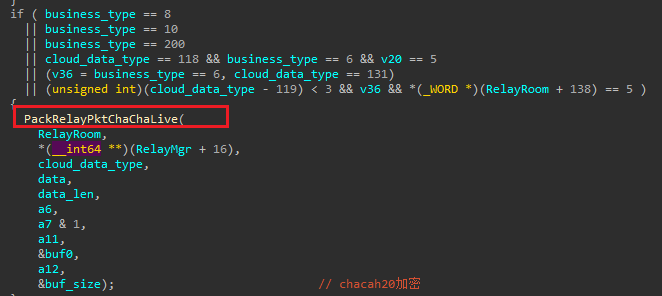 }
if ( business_type == 8
|| business_type == 10
|| business_type == 200
|| cloud_data_type == 118 && business_type == 6 && v20 == 5
|| (v36 = business_type == 6, cloud_data_type == 131)
|| (unsigned int)(cloud_data_type - 119) < 3 && v36 && *(_WORD *)(RelayRoom + 138) == 5 )
{
PackRelayPktChaChaLive(
RelayRoom,
*(__int64 **)(RelayMgr + 16),
cloud_data_type,
data,
data_len,
a6,
a7 & 1,
a11,
&buf0,
a12,
&buf_size); // chacah20加密